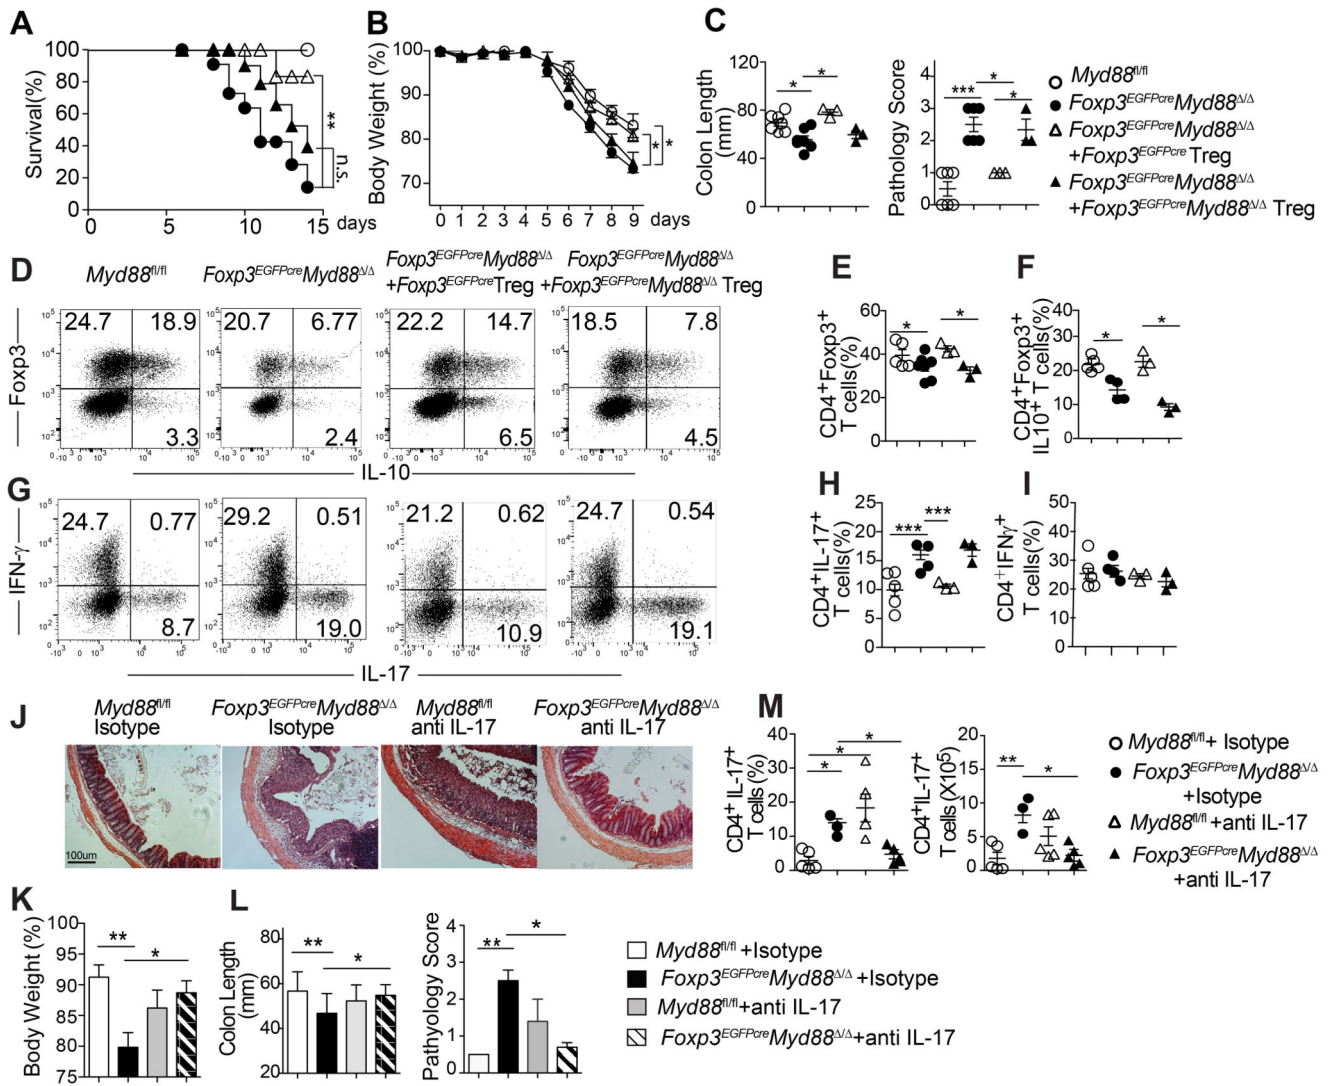 A
Survival(%)
100
80
60
40
20
0
0
5
10
15
days
**
n.s.
B
Body Weight (%)
100
90
80
70
0 1 2 3 4 5 6 7 8 9 days
*
*
C
Colon Length
(mm)
120
80
40
*
*
Pathology Score
4
3
2
1
0
***
*
*
Myd88fl/fl
Foxp3EGFPcreMyd88Δ/Δ
Foxp3EGFPcreMyd88Δ/Δ
+Foxp3EGFPcre Treg
Foxp3EGFPcreMyd88Δ/Δ
+Foxp3EGFPcreMyd88Δ/Δ Treg
D
Myd88fl/fl
Foxp3EGFPcreMyd88Δ/Δ
Foxp3EGFPcreMyd88Δ/Δ
+Foxp3EGFPcreTreg
Foxp3EGFPcreMyd88Δ/Δ
+Foxp3EGFPcreMyd88Δ/Δ Treg
Foxp3
24.7 18.9
3.3
20.7 6.77
2.4
22.2 14.7
6.5
18.5 7.8
4.5
IL-10
E
CD4+Foxp3+
T cells(%)
60
40
20
0
*
*
F
CD4+Foxp3+
IL10+ T cells(%)
40
30
20
10
0
*
*
G
IFN-γ
24.7 0.77
8.7
29.2 0.51
19.0
21.2 0.62
10.9
24.7 0.54
19.1
IL-17
H
CD4+IL-17+
T cells(%)
25
20
15
10
5
0
***
***
I
CD4+IFNγ+
T cells(%)
50
40
30
20
10
0
J
Myd88fl/fl
Isotype
Foxp3EGFPcreMyd88Δ/Δ
Isotype
Myd88fl/fl
anti IL-17
Foxp3EGFPcreMyd88Δ/Δ
anti IL-17
100um
M
CD4+IL-17+
T cells(%)
40
30
20
10
0
*
*
*
CD4+IL-17+
T cells (X10⁵)
20
15
10
5
0
**
*
Myd88fl/fl+ Isotype
Foxp3EGFPcreMyd88Δ/Δ
+Isotype
Myd88fl/fl +anti IL-17
Foxp3EGFPcreMyd88Δ/Δ
+anti IL-17
K
Body Weight (%)
100
95
90
85
80
75
**
*
L
Colon Length
(mm)
80
60
40
20
**
*
Pathyology Score
4
2
0
**
*
Myd88fl/fl +Isotype
Foxp3EGFPcreMyd88Δ/Δ +Isotype
Myd88fl/fl+anti IL-17
Foxp3EGFPcreMyd88Δ/Δ+anti IL-17